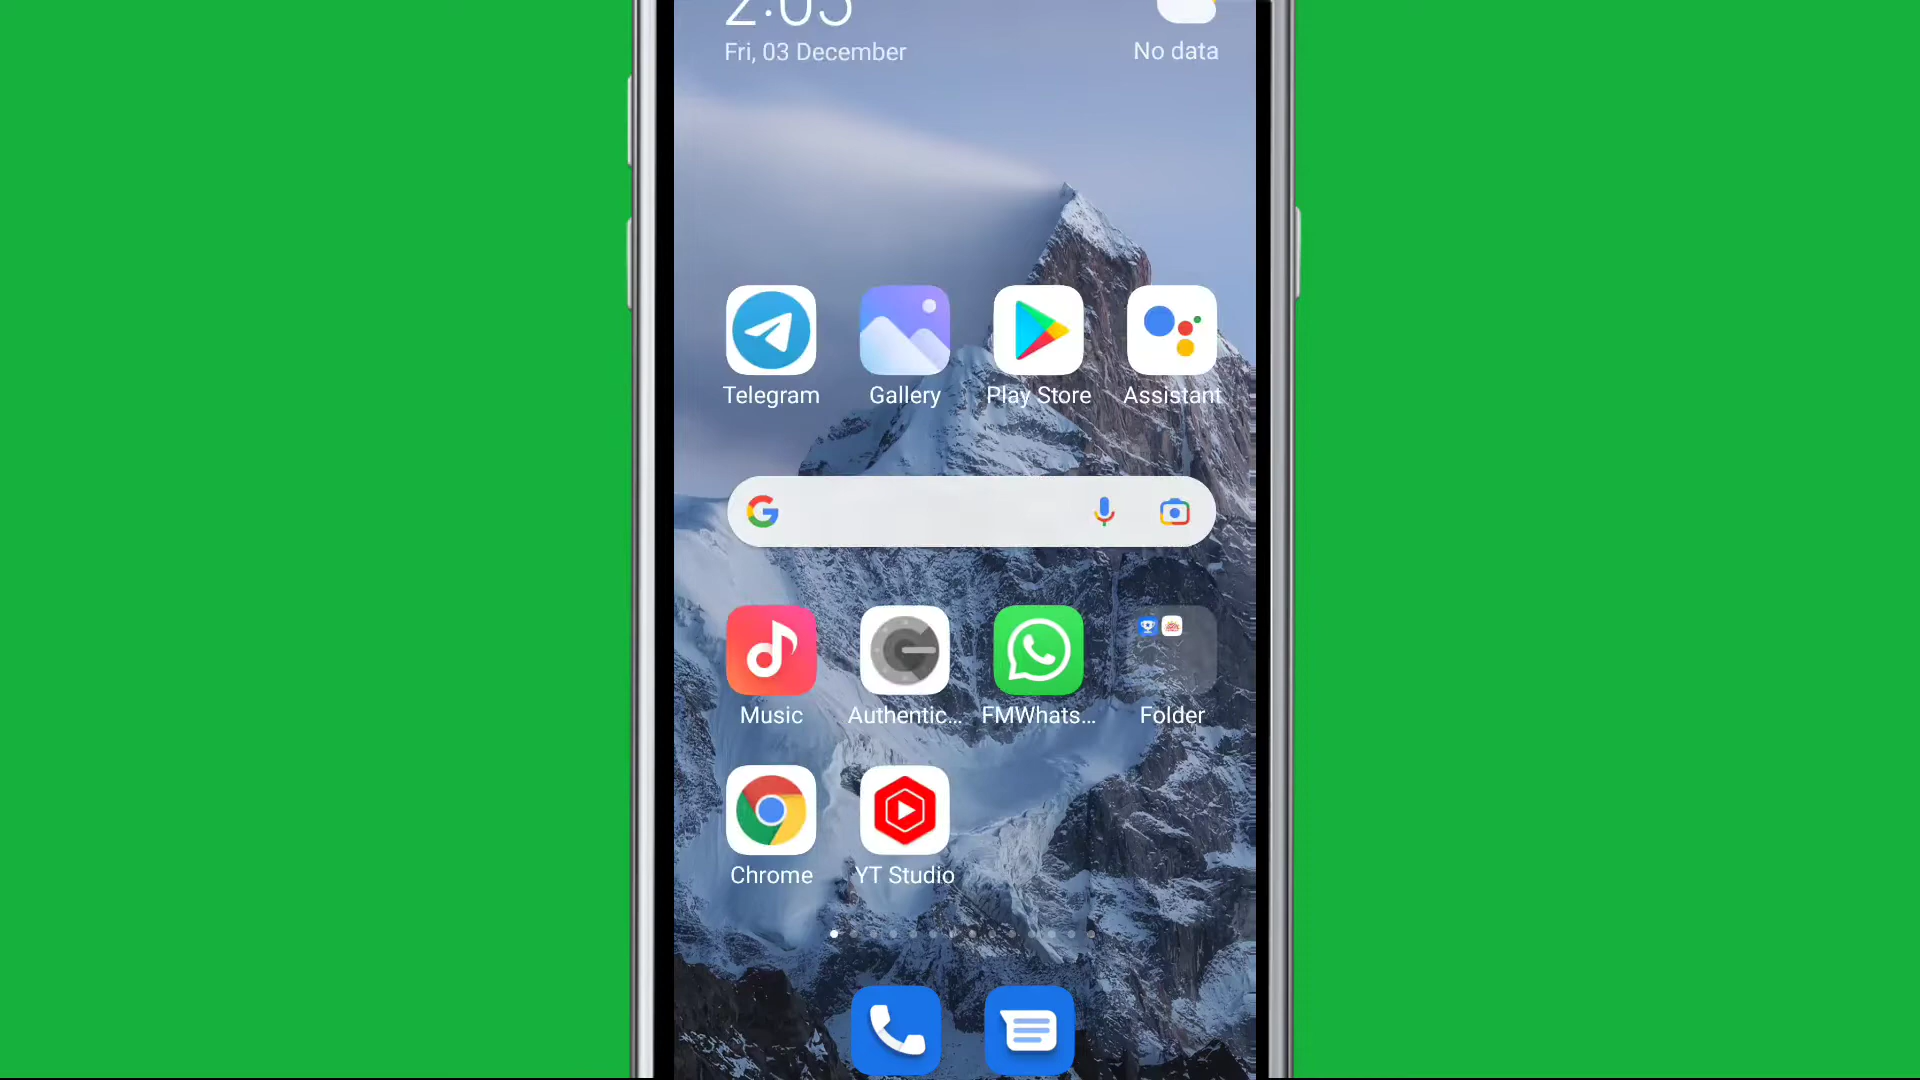 2:05
Fri, 03 December
No data
Telegram
Gallery
Play Store
Assistant
Music
Authentic...
FMWhats...
Folder
Chrome
YT Studio